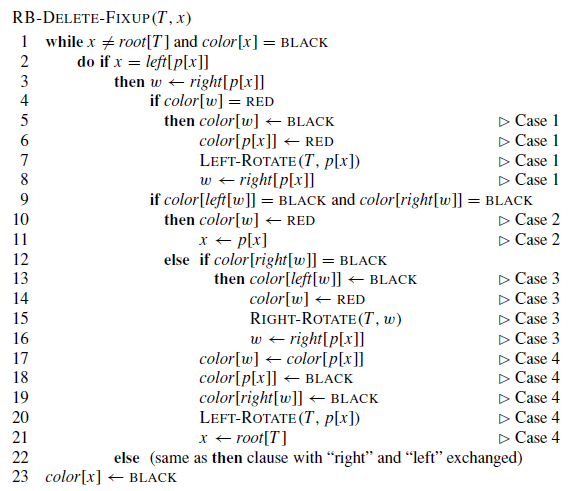 RB-DELETE-FIXUP(T, x)
1 while x ≠ root[T] and color[x] = BLACK
2 do if x = left[p[x]]
3 then w ← right[p[x]]
4 if color[w] = RED
5 then color[w] ← BLACK ▷ Case 1
6 color[p[x]] ← RED ▷ Case 1
7 LEFT-ROTATE(T, p[x]) ▷ Case 1
8 w ← right[p[x]] ▷ Case 1
9 if color[left[w]] = BLACK and color[right[w]] = BLACK
10 then color[w] ← RED ▷ Case 2
11 x ← p[x] ▷ Case 2
12 else if color[right[w]] = BLACK
13 then color[left[w]] ← BLACK ▷ Case 3
14 color[w] ← RED ▷ Case 3
15 RIGHT-ROTATE(T, w) ▷ Case 3
16 w ← right[p[x]] ▷ Case 3
17 color[w] ← color[p[x]] ▷ Case 4
18 color[p[x]] ← BLACK ▷ Case 4
19 color[right[w]] ← BLACK ▷ Case 4
20 LEFT-ROTATE(T, p[x]) ▷ Case 4
21 x ← root[T] ▷ Case 4
22 else (same as then clause with “right” and “left” exchanged)
23 color[x] ← BLACK